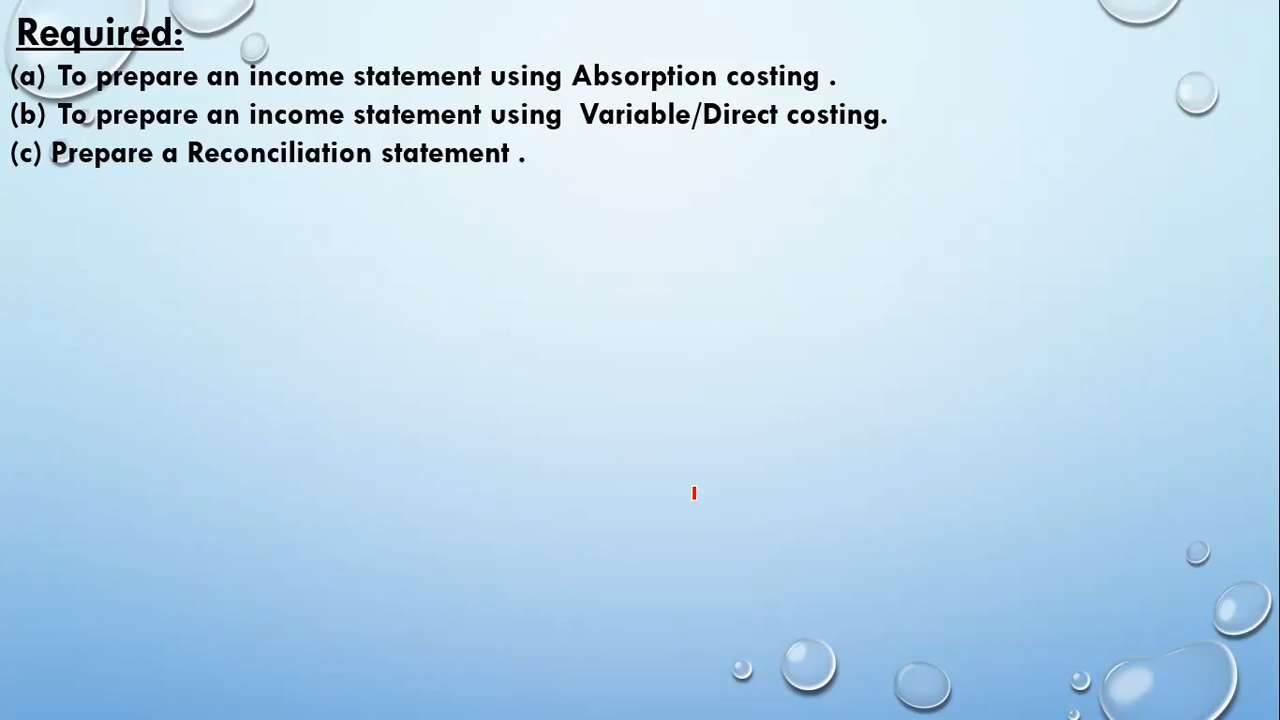 Required:
(a) To prepare an income statement using Absorption costing .
(b) To prepare an income statement using Variable/Direct costing.
(c) Prepare a Reconciliation statement .